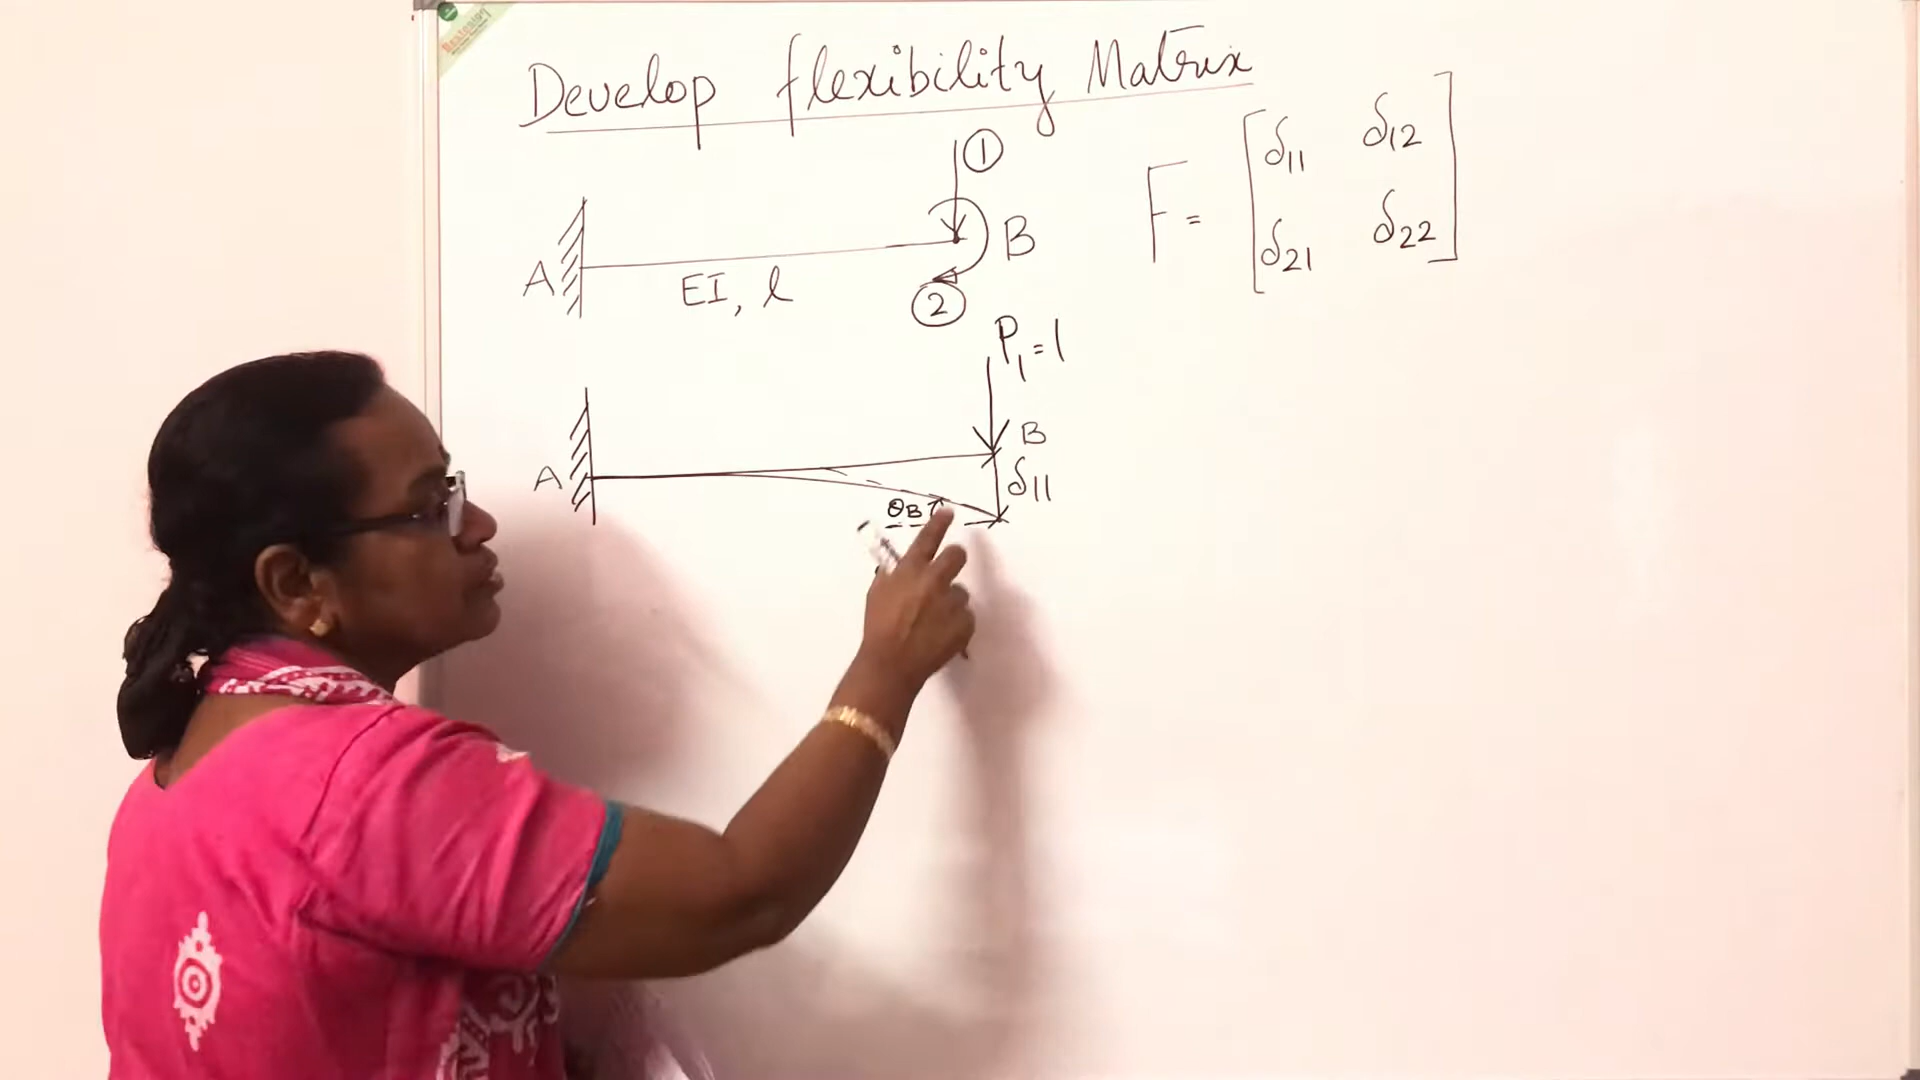 Develop flexibility Matrix
①
A
B
EI, l
②
F = [δ11 δ12
δ21 δ22]
P1 = 1
B
A
δ11
θB